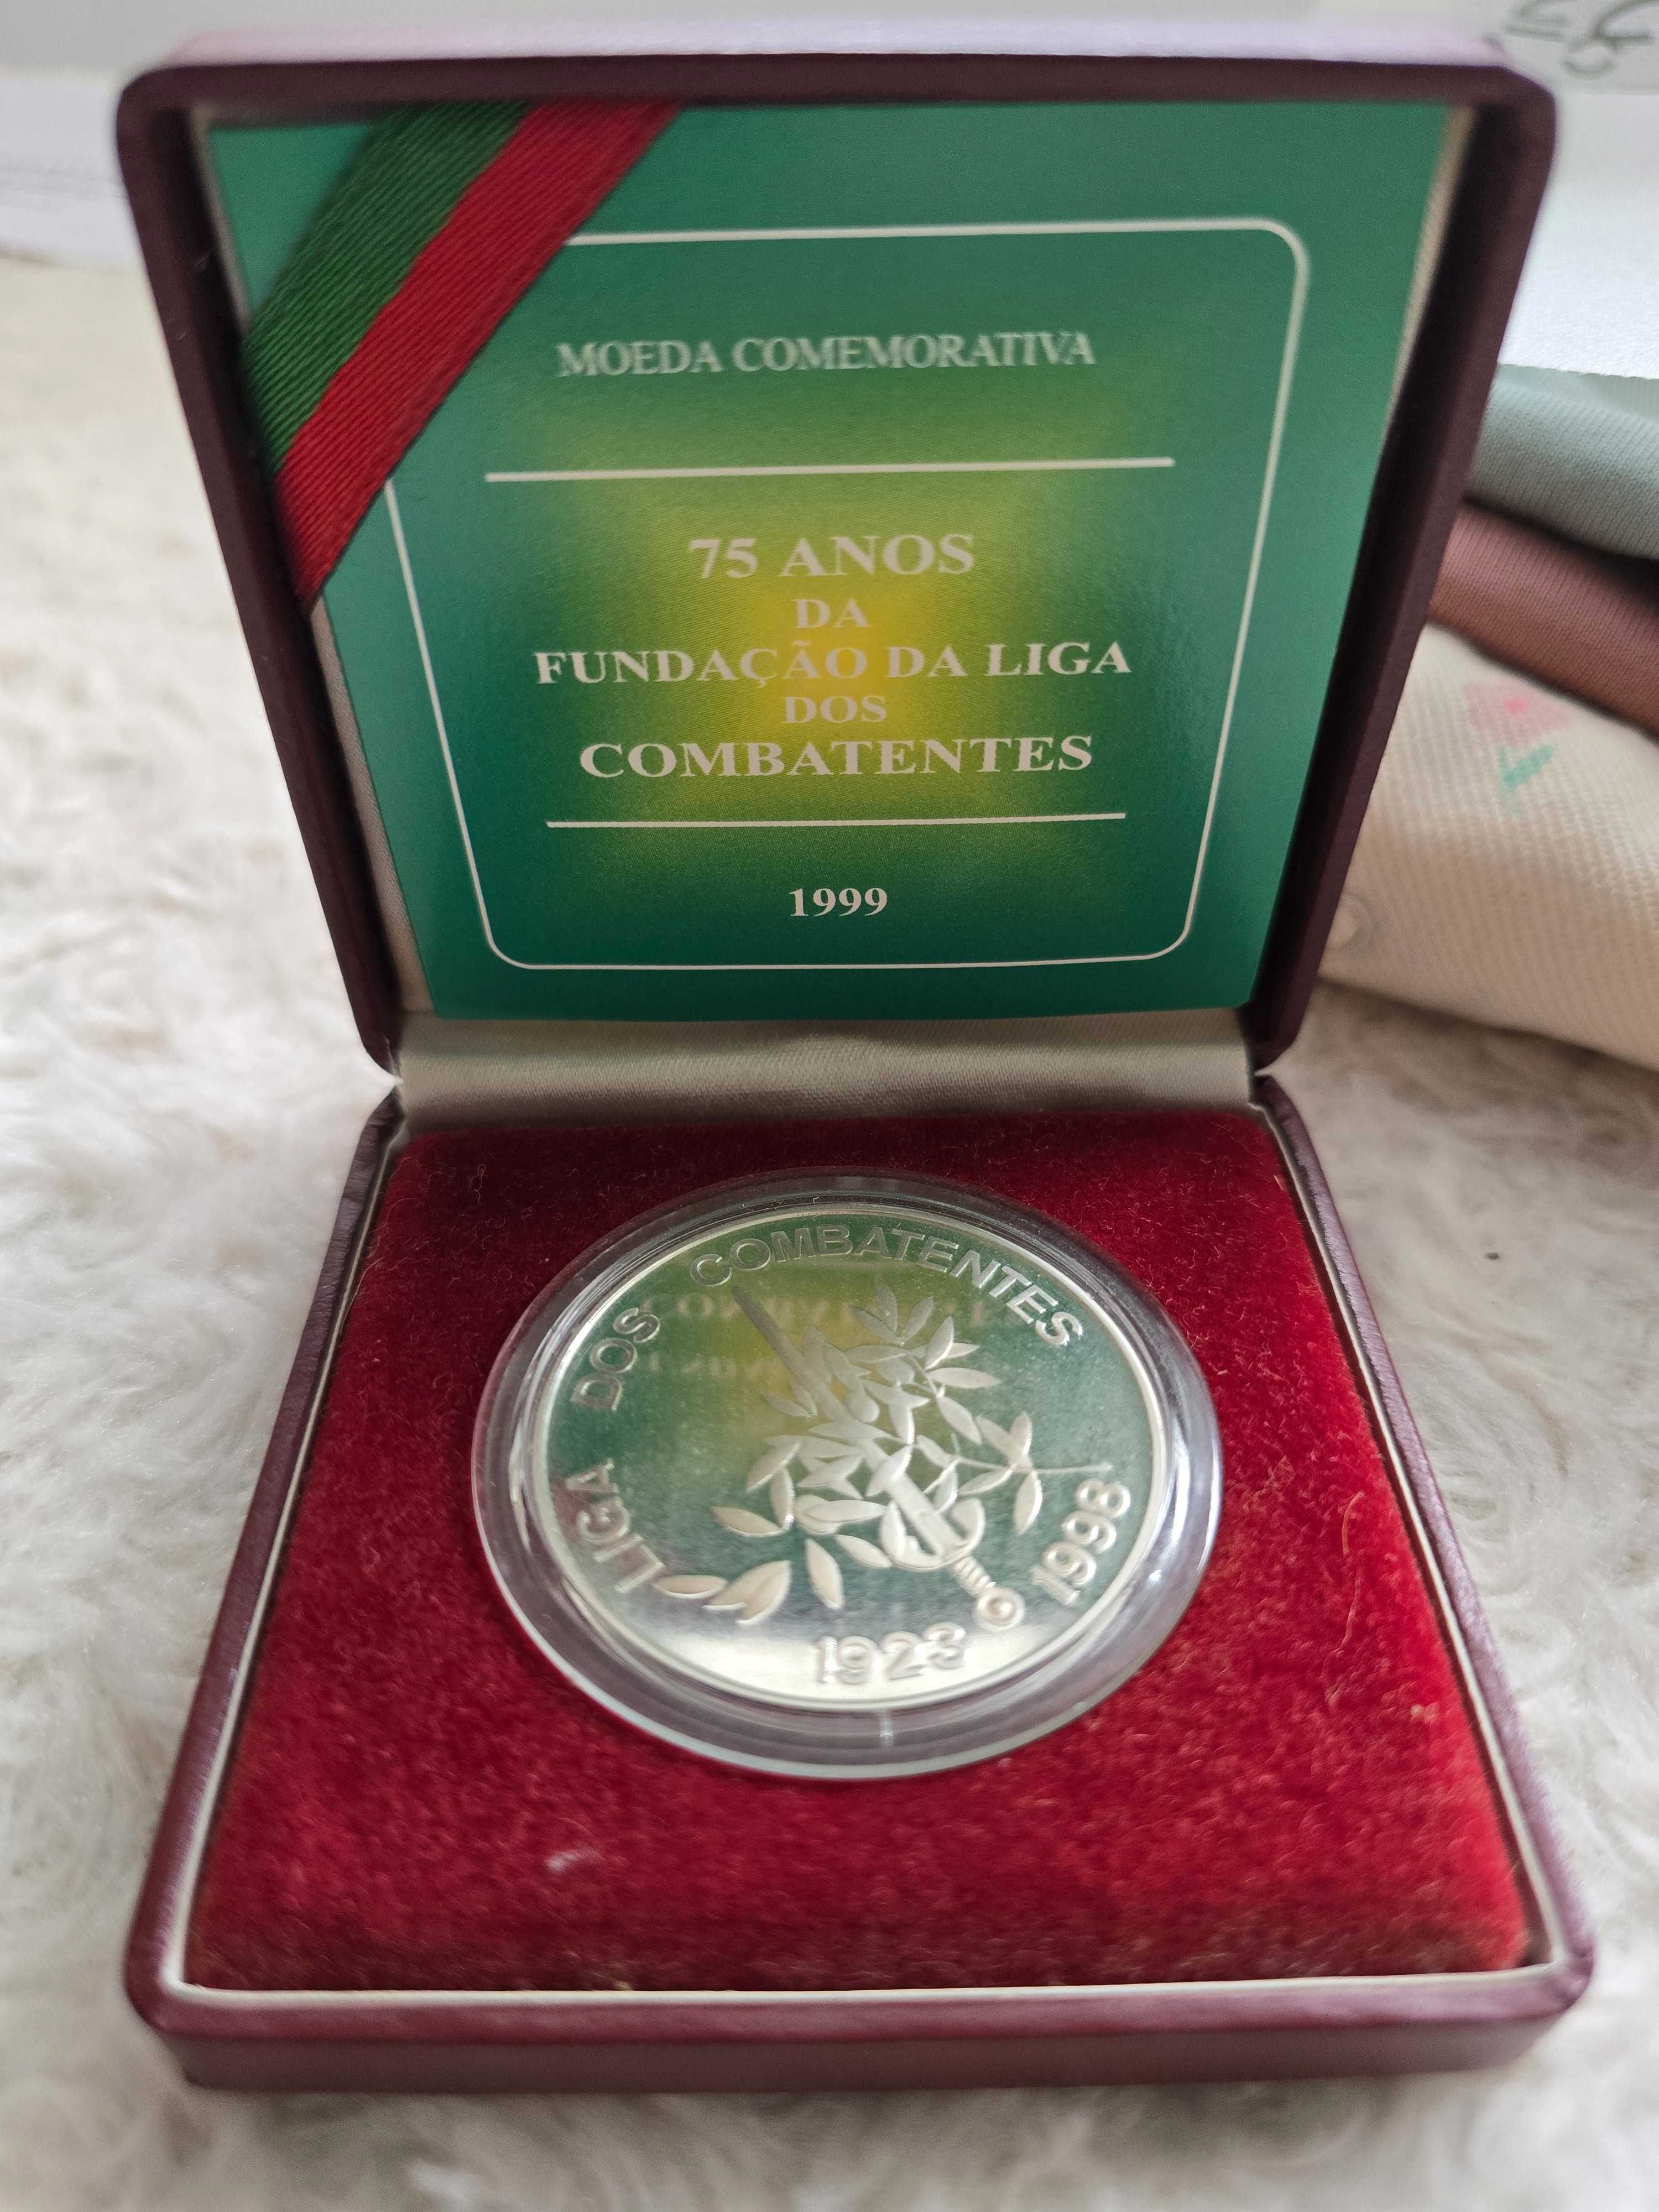 MOEDA COMEMORATIVA
75 ANOS
DA
FUNDAÇÃO DA LIGA
DOS
COMBATENTES
1999
LIGA DOS COMBATENTES
1923 1998